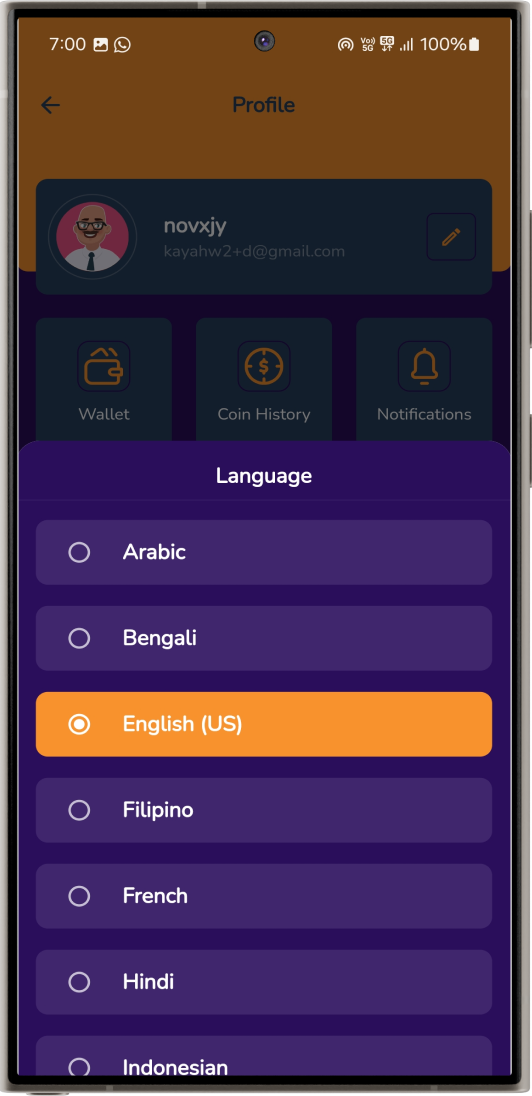 7:00
Vo))
5G
5G
100%
Profile
novxjy
kayahw2+d@gmail.com
Wallet
Coin History
Notifications
Language
Arabic
Bengali
English (US)
Filipino
French
Hindi
Indonesian